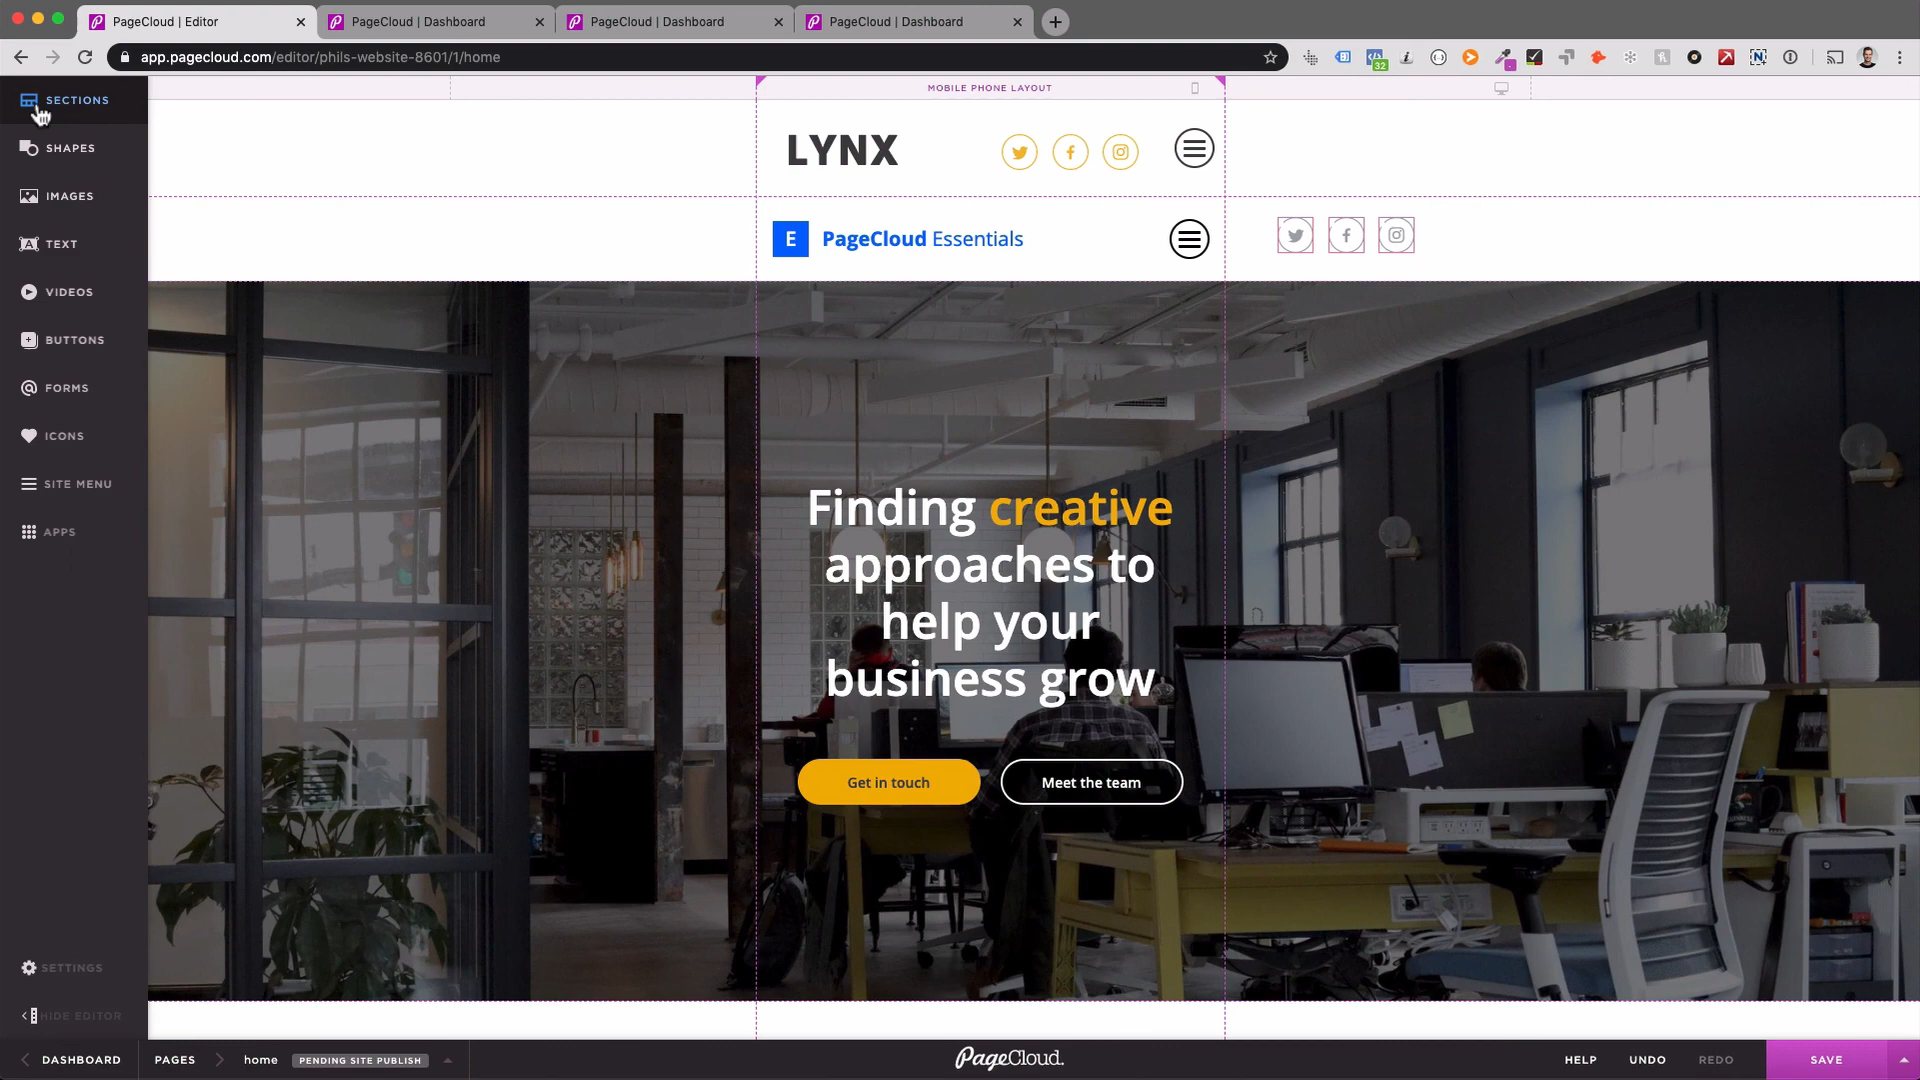 PageCloud | Editor
PageCloud | Dashboard
PageCloud | Dashboard
PageCloud | Dashboard
app.pagecloud.com/editor/phils-website-8601/1/home
32
SECTIONS
SHAPES
IMAGES
TEXT
VIDEOS
BUTTONS
FORMS
ICONS
SITE MENU
APPS
SETTINGS
HIDE EDITOR
MOBILE PHONE LAYOUT
LYNX
E PageCloud Essentials
Finding creative
approaches to
help your
business grow
Get in touch
Meet the team
DASHBOARD
PAGES
home
PENDING SITE PUBLISH
PageCloud.
HELP
UNDO
REDO
SAVE